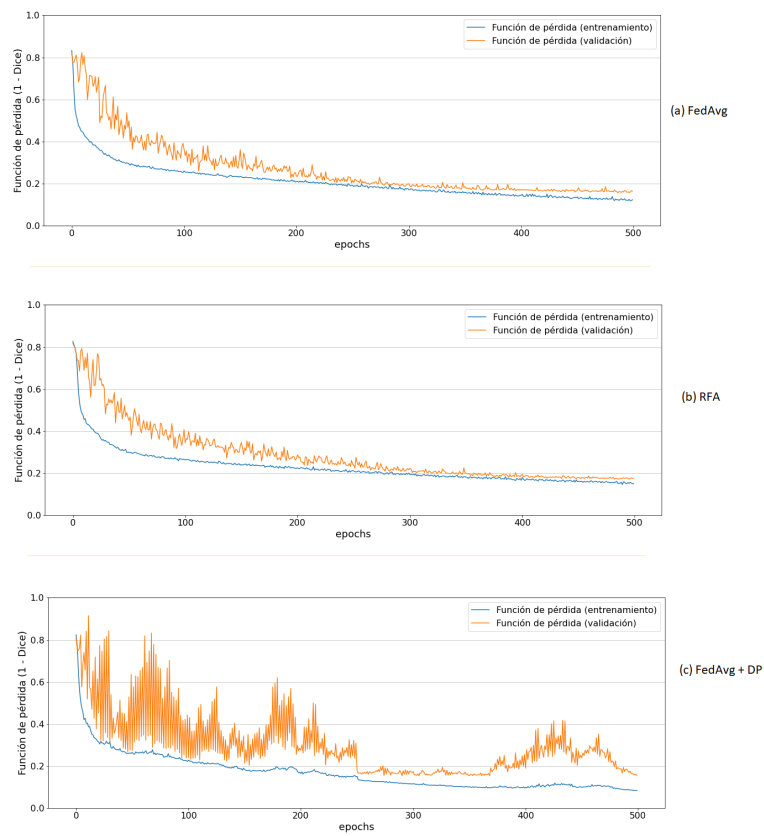 1.0
Función de pérdida (entrenamiento)
Función de pérdida (validación)
0.8
0.6
0.4
0.2
0.0
Función de pérdida (1 - Dice)
0 100 200 300 400 500
epochs
(a) FedAvg
1.0
Función de pérdida (entrenamiento)
Función de pérdida (validación)
0.8
0.6
0.4
0.2
0.0
Función de pérdida (1 - Dice)
0 100 200 300 400 500
epochs
(b) RFA
1.0
Función de pérdida (entrenamiento)
Función de pérdida (validación)
0.8
0.6
0.4
0.2
0.0
Función de pérdida (1 - Dice)
0 100 200 300 400 500
epochs
(c) FedAvg + DP